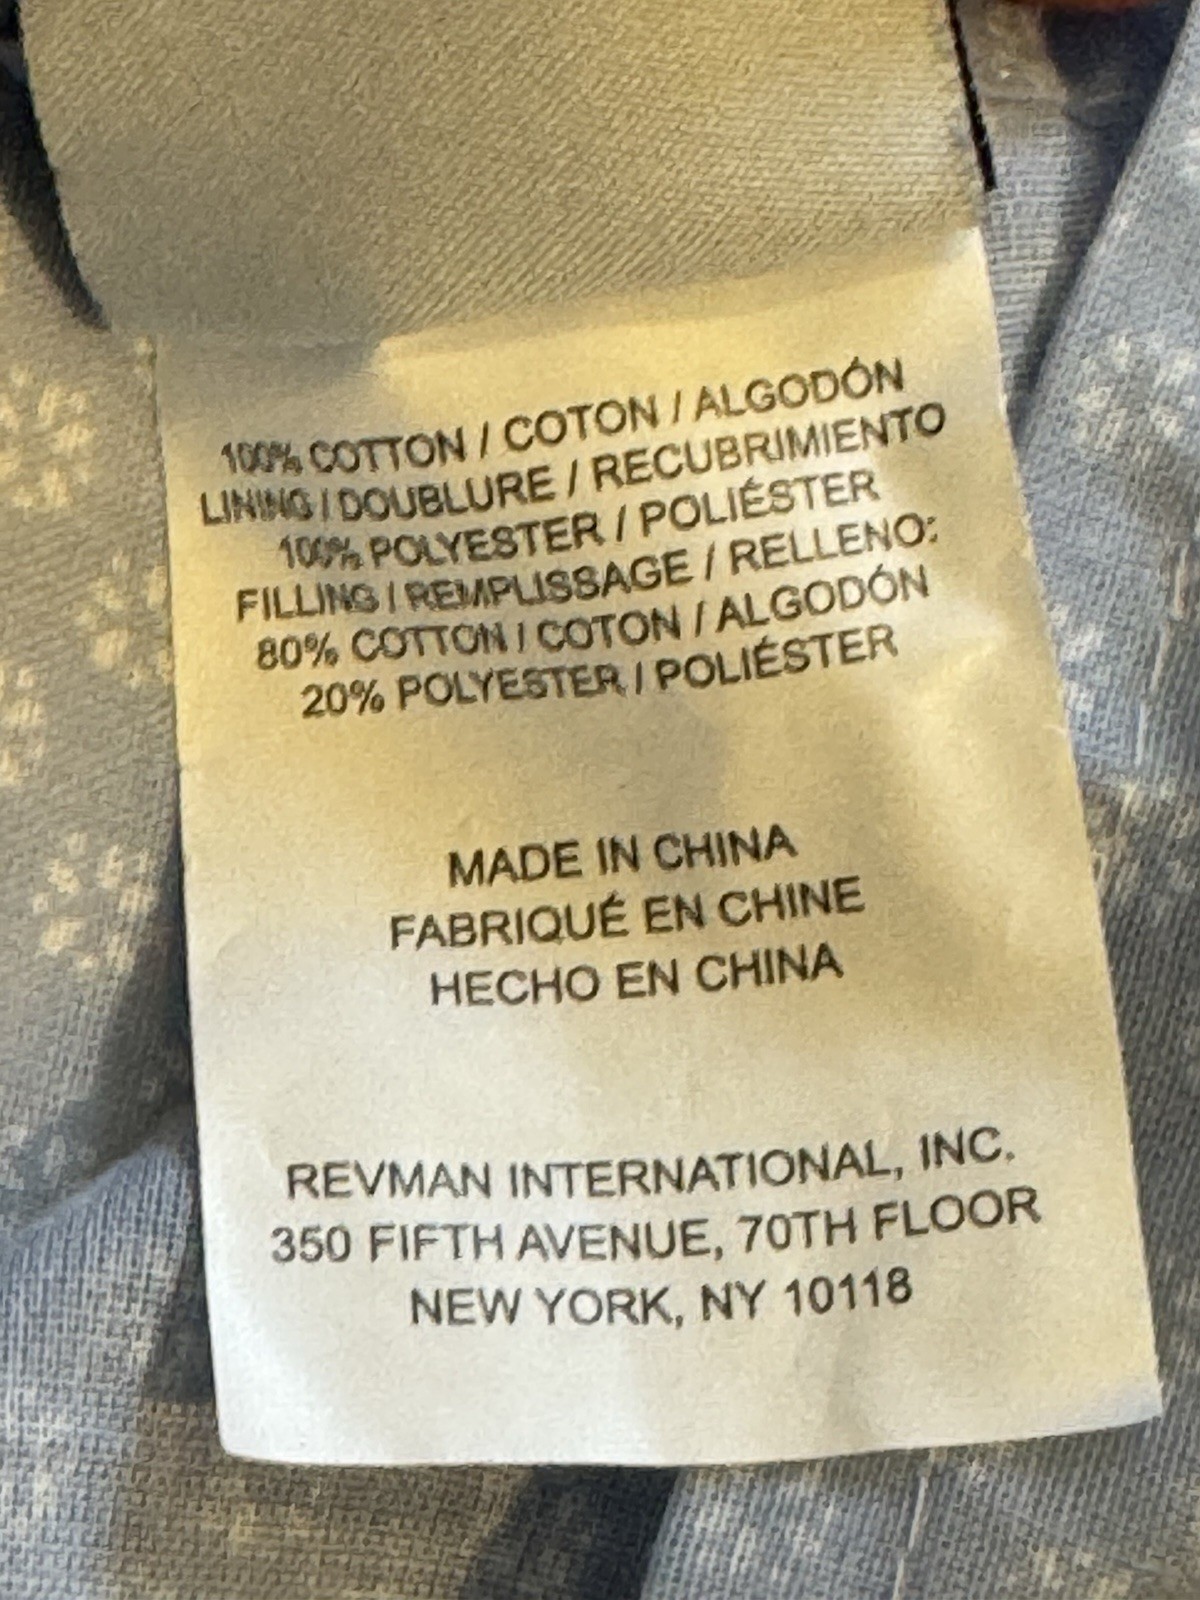 100% COTTON / COTON / ALGODÓN
LINING / DOUBLURE / RECUBRIMIENTO
100% POLYESTER / POLIÉSTER
FILLING / REMPLISSAGE / RELLENO:
80% COTTON / COTON / ALGODÓN
20% POLYESTER / POLIÉSTER
MADE IN CHINA
FABRIQUÉ EN CHINE
HECHO EN CHINA
REVMAN INTERNATIONAL, INC.
350 FIFTH AVENUE, 70TH FLOOR
NEW YORK, NY 10118